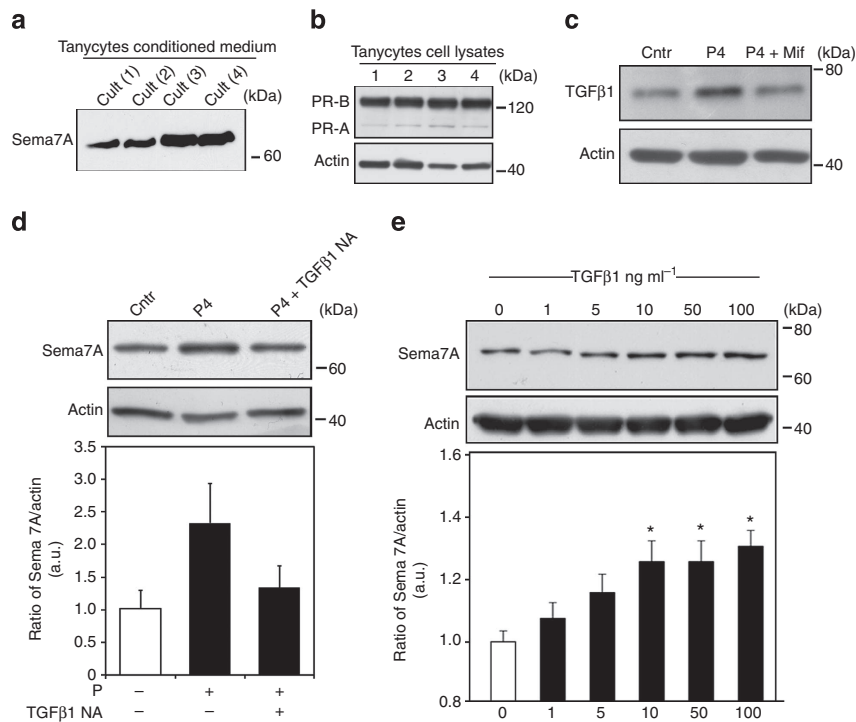 a
Tanycytes conditioned medium
Cult (1) Cult (2) Cult (3) Cult (4) (kDa)
Sema7A
60
b
Tanycytes cell lysates
1 2 3 4 (kDa)
PR-B
120
PR-A
Actin
40
c
Cntr P4 P4 + Mif (kDa)
80
TGFβ1
Actin
40
d
Cntr P4 P4 + TGFβ1 NA (kDa)
Sema7A
60
Actin
40
Ratio of Sema 7A/actin
(a.u.)
3.5
3.0
2.5
2.0
1.5
1.0
0.5
0
P – + +
TGFβ1 NA – – +
e
TGFβ1 ng ml⁻¹
0 1 5 10 50 100 (kDa)
80
Sema7A
60
Actin
40
Ratio of Sema 7A/actin
(a.u.)
1.6
1.4
1.2
1.0
0.8
* * *
0 1 5 10 50 100